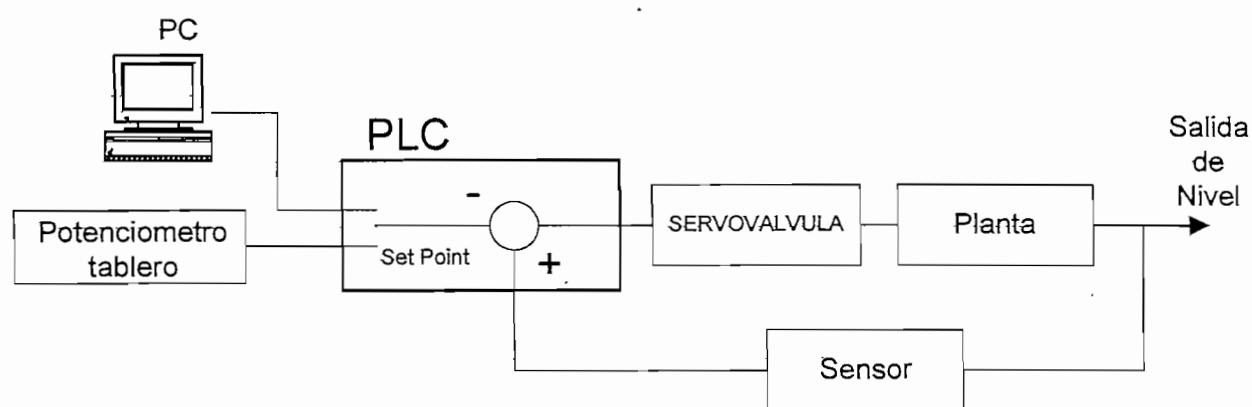 PC
PLC
Salida
de
Nivel
-
SERVOVALVULA
Planta
Potenciometro
tablero
Set Point
+
Sensor